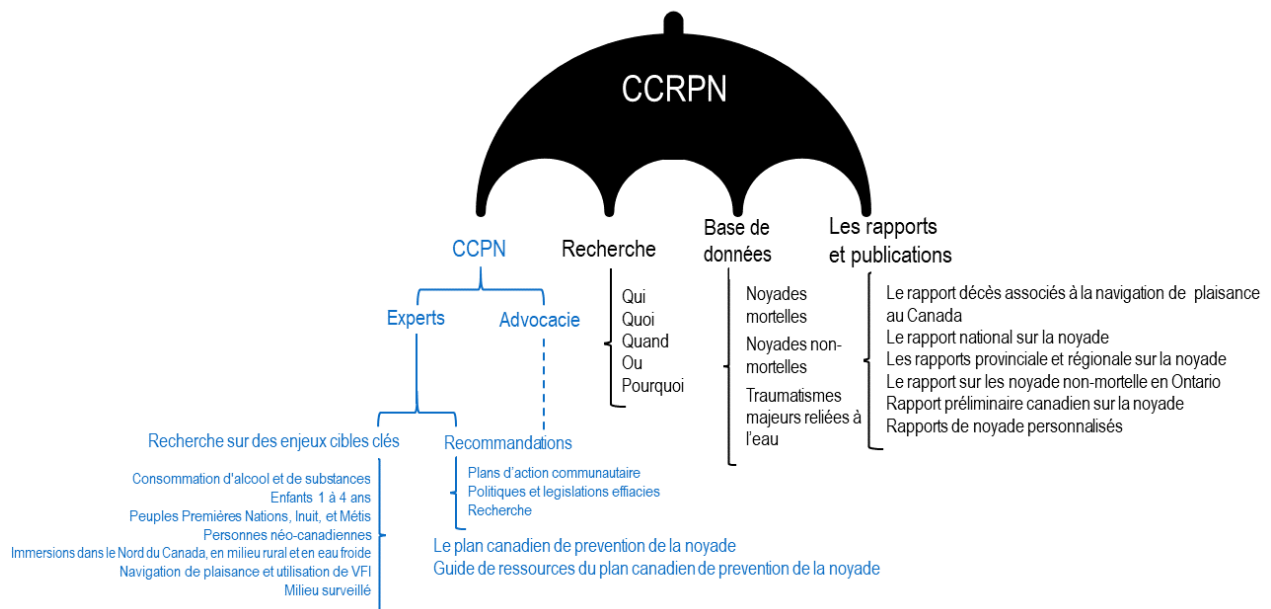 CCRPN
CCPN
Experts
Advocacie
Recherche sur des enjeux cibles clés
Consommation d'alcool et de substances
Enfants 1 à 4 ans
Peuples Premières Nations, Inuit, et Métis
Personnes néo-canadiennes
Immersions dans le Nord du Canada, en milieu rural et en eau froide
Navigation de plaisance et utilisation de VFI
Milieu surveillé
Recommandations
Plans d'action communautaire
Politiques et legislations effiacies
Recherche
Le plan canadien de prevention de la noyade
Guide de ressources du plan canadien de prevention de la noyade
Recherche
Qui
Quoi
Quand
Ou
Pourquoi
Base de
données
Noyades
mortelles
Noyades non-
mortelles
Traumatismes
majeurs reliées à
l'eau
Les rapports
et publications
Le rapport décès associés à la navigation de plaisance
au Canada
Le rapport national sur la noyade
Les rapports provinciale et régionale sur la noyade
Le rapport sur les noyade non-mortelle en Ontario
Rapport préliminaire canadien sur la noyade
Rapports de noyade personnalisés